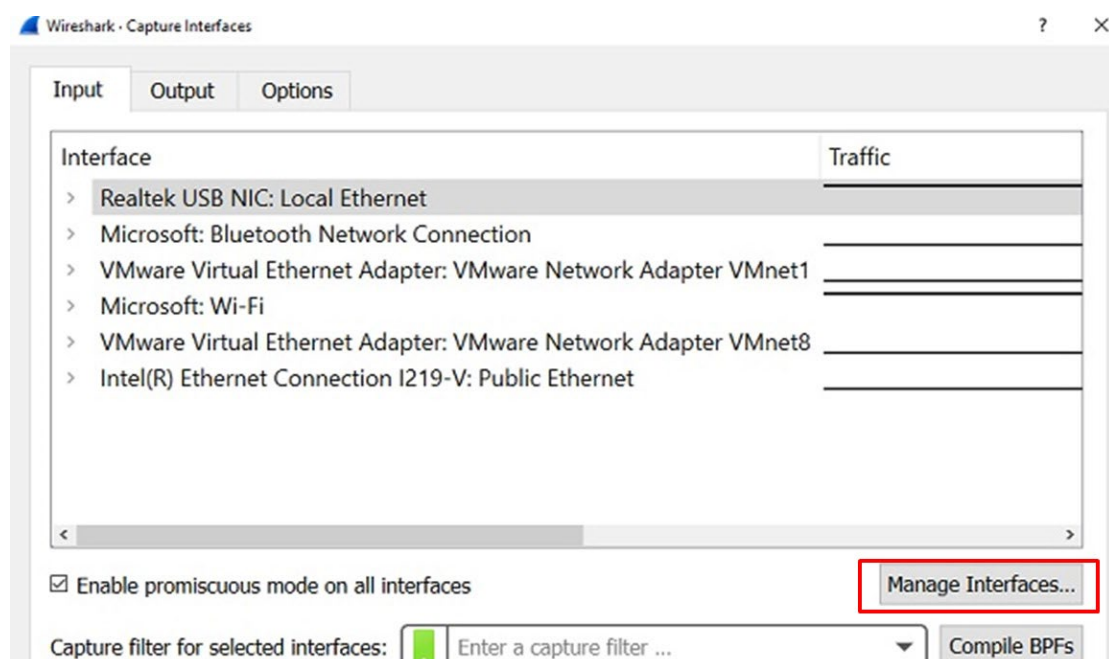 Wireshark · Capture Interfaces ? ×
Input Output Options
Interface Traffic
> Realtek USB NIC: Local Ethernet
> Microsoft: Bluetooth Network Connection
> VMware Virtual Ethernet Adapter: VMware Network Adapter VMnet1
> Microsoft: Wi-Fi
> VMware Virtual Ethernet Adapter: VMware Network Adapter VMnet8
> Intel(R) Ethernet Connection I219-V: Public Ethernet
Enable promiscuous mode on all interfaces Manage Interfaces...
Capture filter for selected interfaces: Enter a capture filter ... Compile BPFs